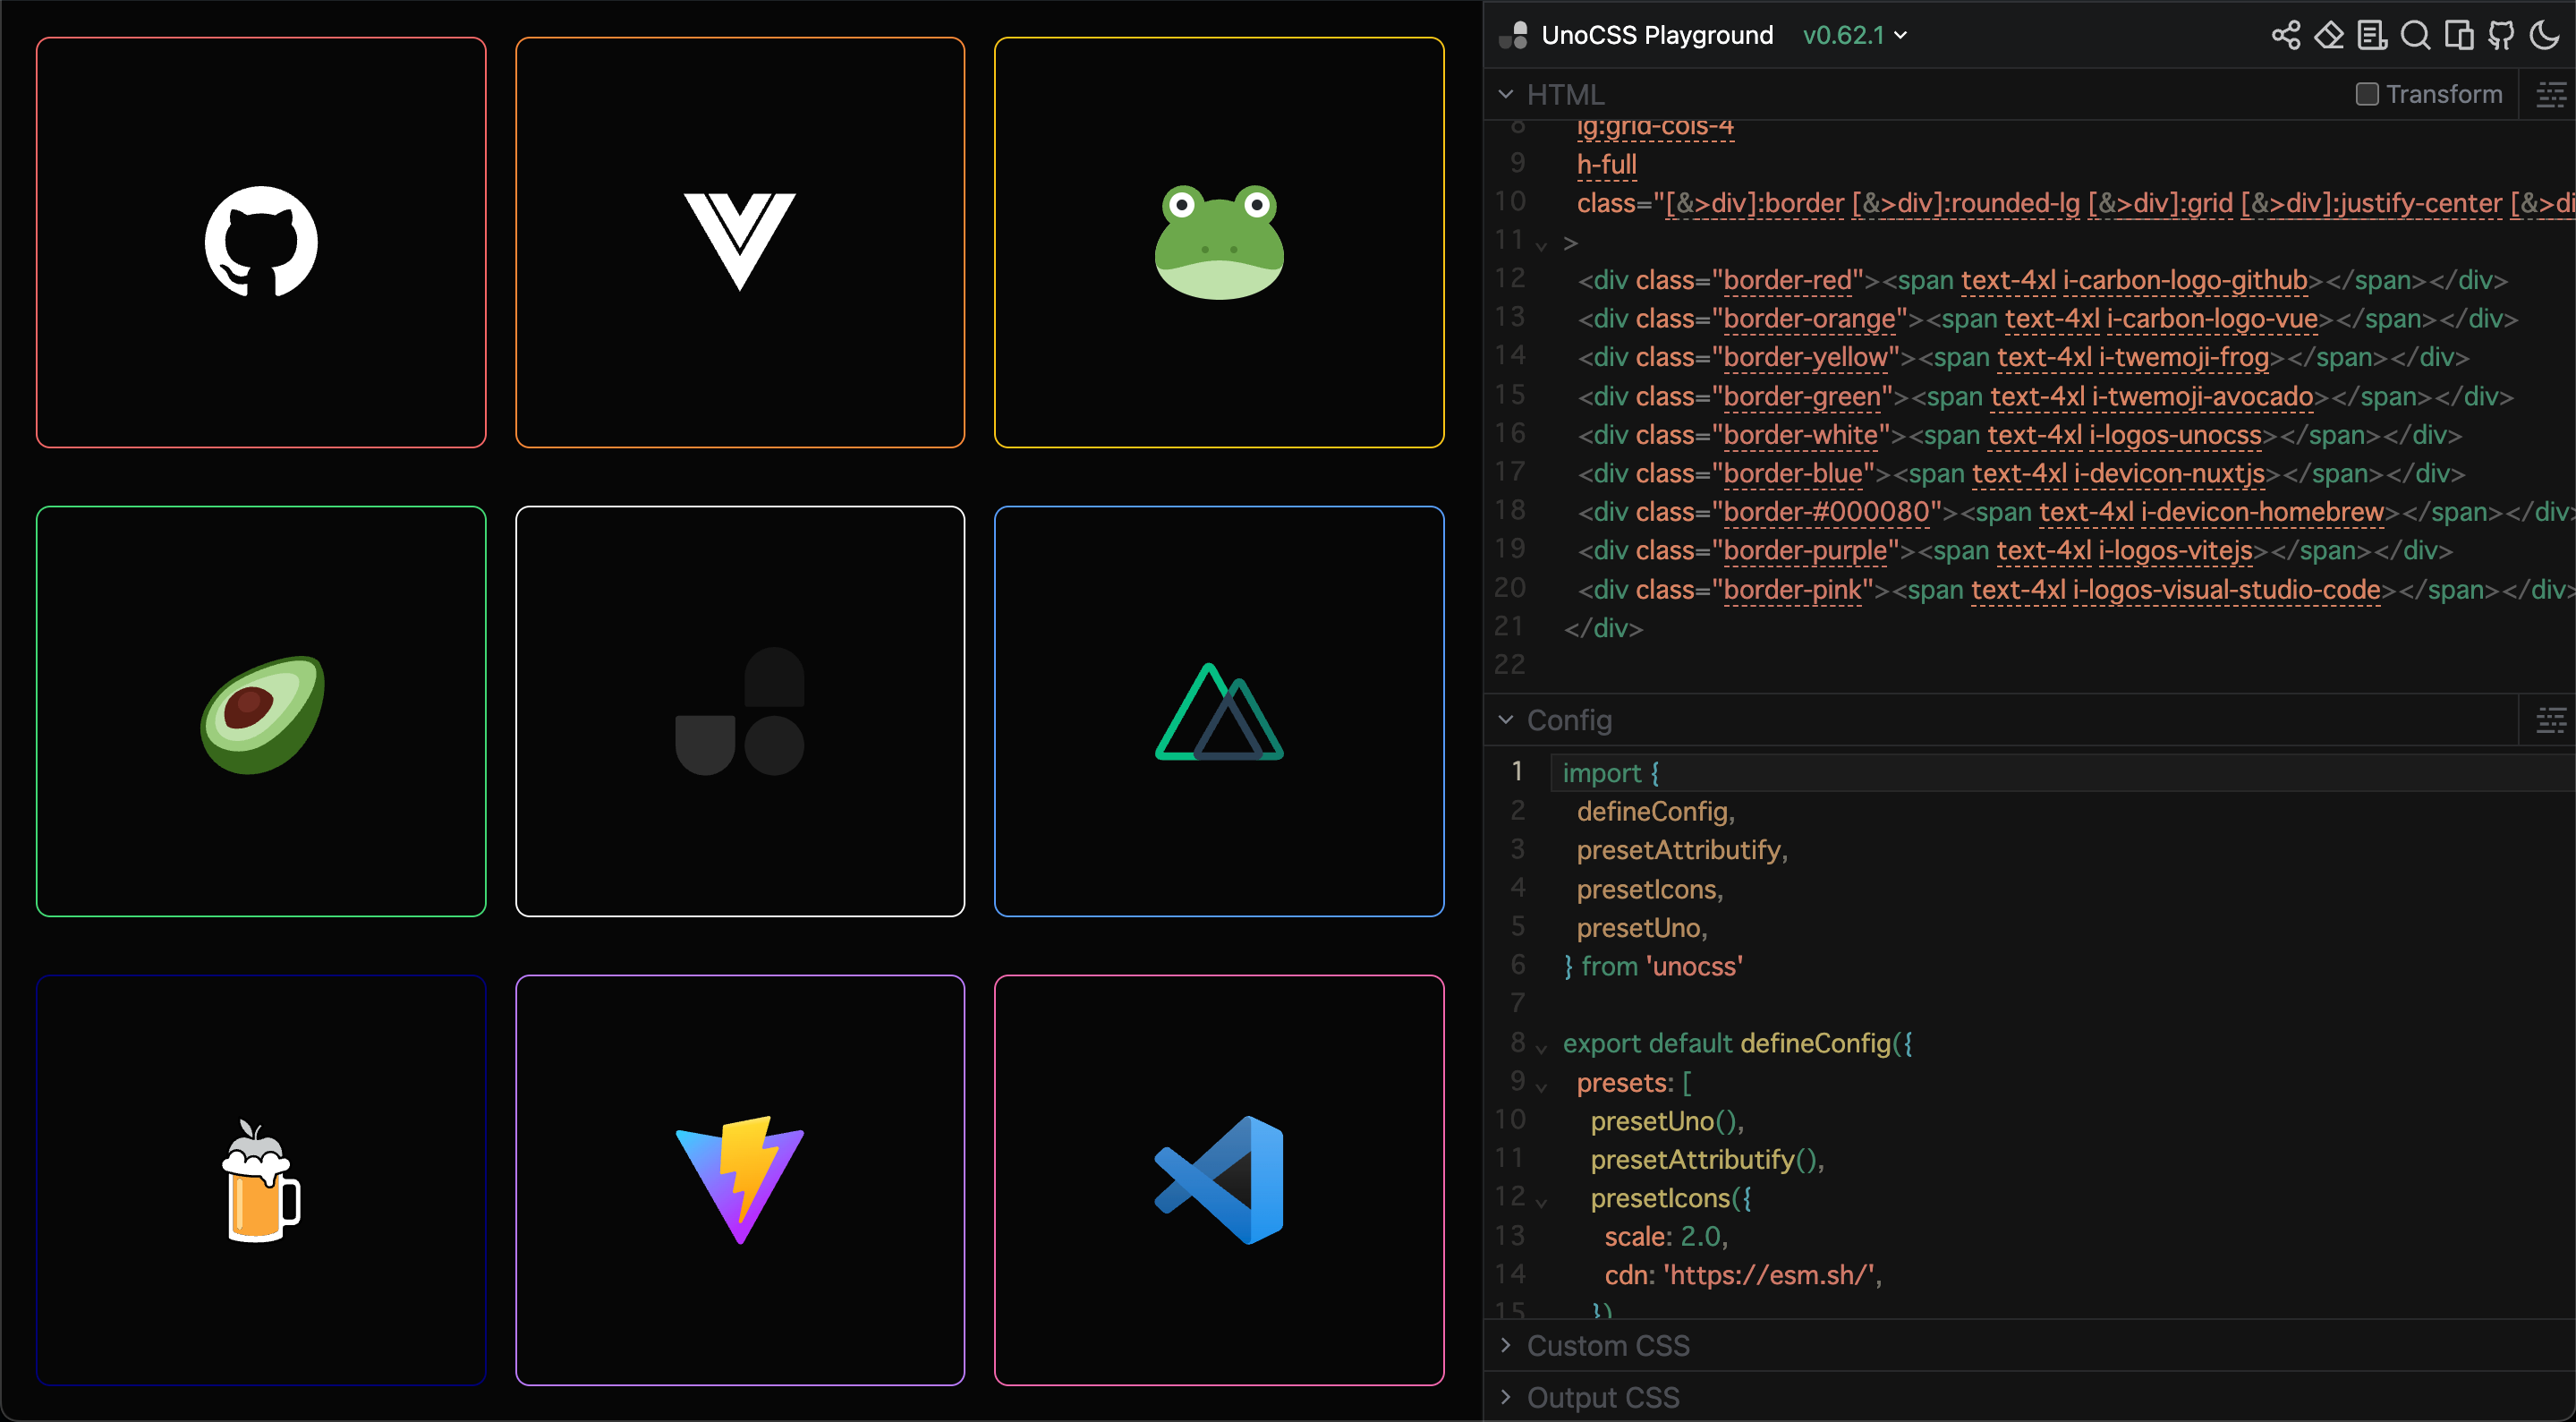 UnoCSS Playground v0.62.1
HTML
Transform
8 lg:grid-cols-4
9 h-full
10 class="[&>div]:border [&>div]:rounded-lg [&>div]:grid [&>div]:justify-center [&>di
11 >
12 <div class="border-red"><span text-4xl i-carbon-logo-github></span></div>
13 <div class="border-orange"><span text-4xl i-carbon-logo-vue></span></div>
14 <div class="border-yellow"><span text-4xl i-twemoji-frog></span></div>
15 <div class="border-green"><span text-4xl i-twemoji-avocado></span></div>
16 <div class="border-white"><span text-4xl i-logos-unocss></span></div>
17 <div class="border-blue"><span text-4xl i-devicon-nuxtjs></span></div>
18 <div class="border-#000080"><span text-4xl i-devicon-homebrew></span></div>
19 <div class="border-purple"><span text-4xl i-logos-vitejs></span></div>
20 <div class="border-pink"><span text-4xl i-logos-visual-studio-code></span></div>
21 </div>
22
Config
1 import {
2 defineConfig,
3 presetAttributify,
4 presetIcons,
5 presetUno,
6 } from 'unocss'
7
8 export default defineConfig({
9 presets: [
10 presetUno(),
11 presetAttributify(),
12 presetIcons({
13 scale: 2.0,
14 cdn: 'https://esm.sh/',
15 })
Custom CSS
Output CSS